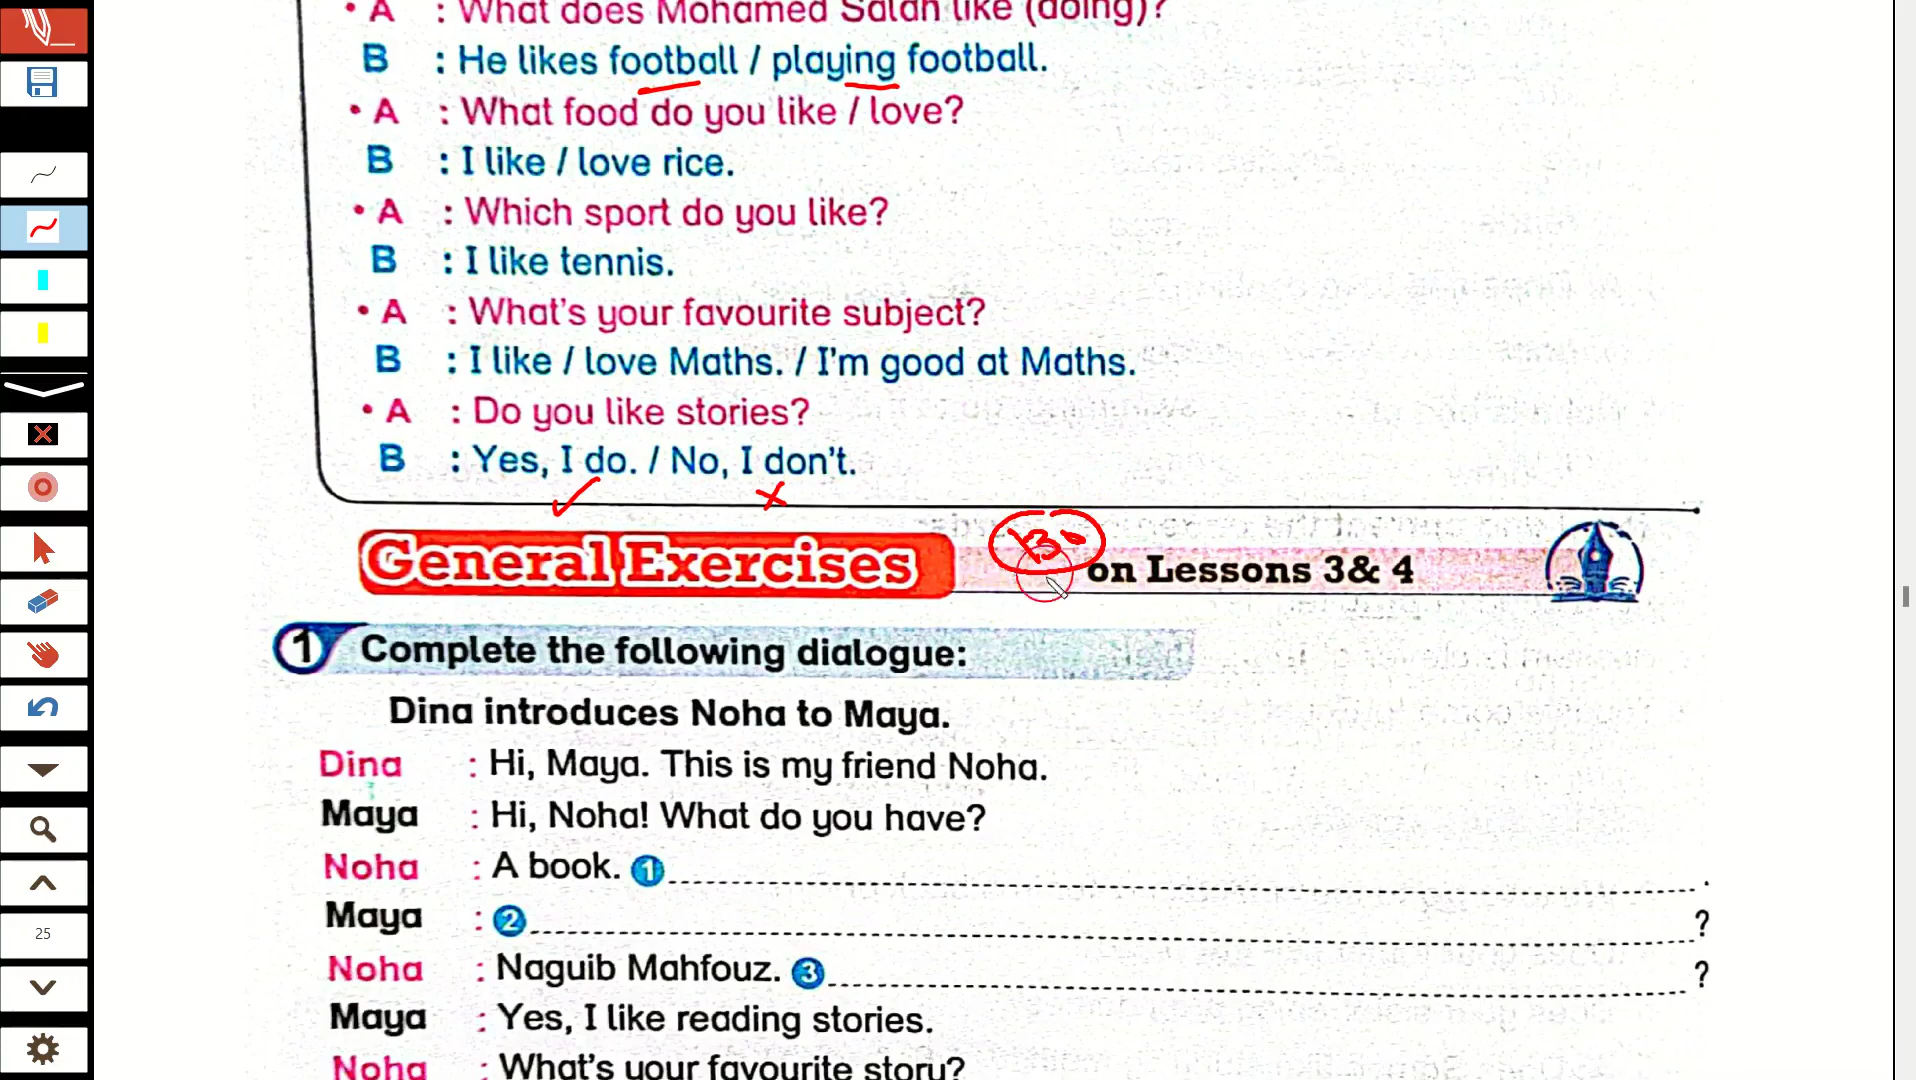 • A : What does Mohamed Salah like (doing)?
B : He likes football / playing football.
• A : What food do you like / love?
B : I like / love rice.
• A : Which sport do you like?
B : I like tennis.
• A : What's your favourite subject?
B : I like / love Maths. / I'm good at Maths.
• A : Do you like stories?
B : Yes, I do. / No, I don't.
General Exercises on Lessons 3& 4
1 Complete the following dialogue:
Dina introduces Noha to Maya.
Dina : Hi, Maya. This is my friend Noha.
Maya : Hi, Noha! What do you have?
Noha : A book. 1 .
Maya : 2 ?
Noha : Naguib Mahfouz. 3 ?
Maya : Yes, I like reading stories.
Noha : What's your favourite story?
25